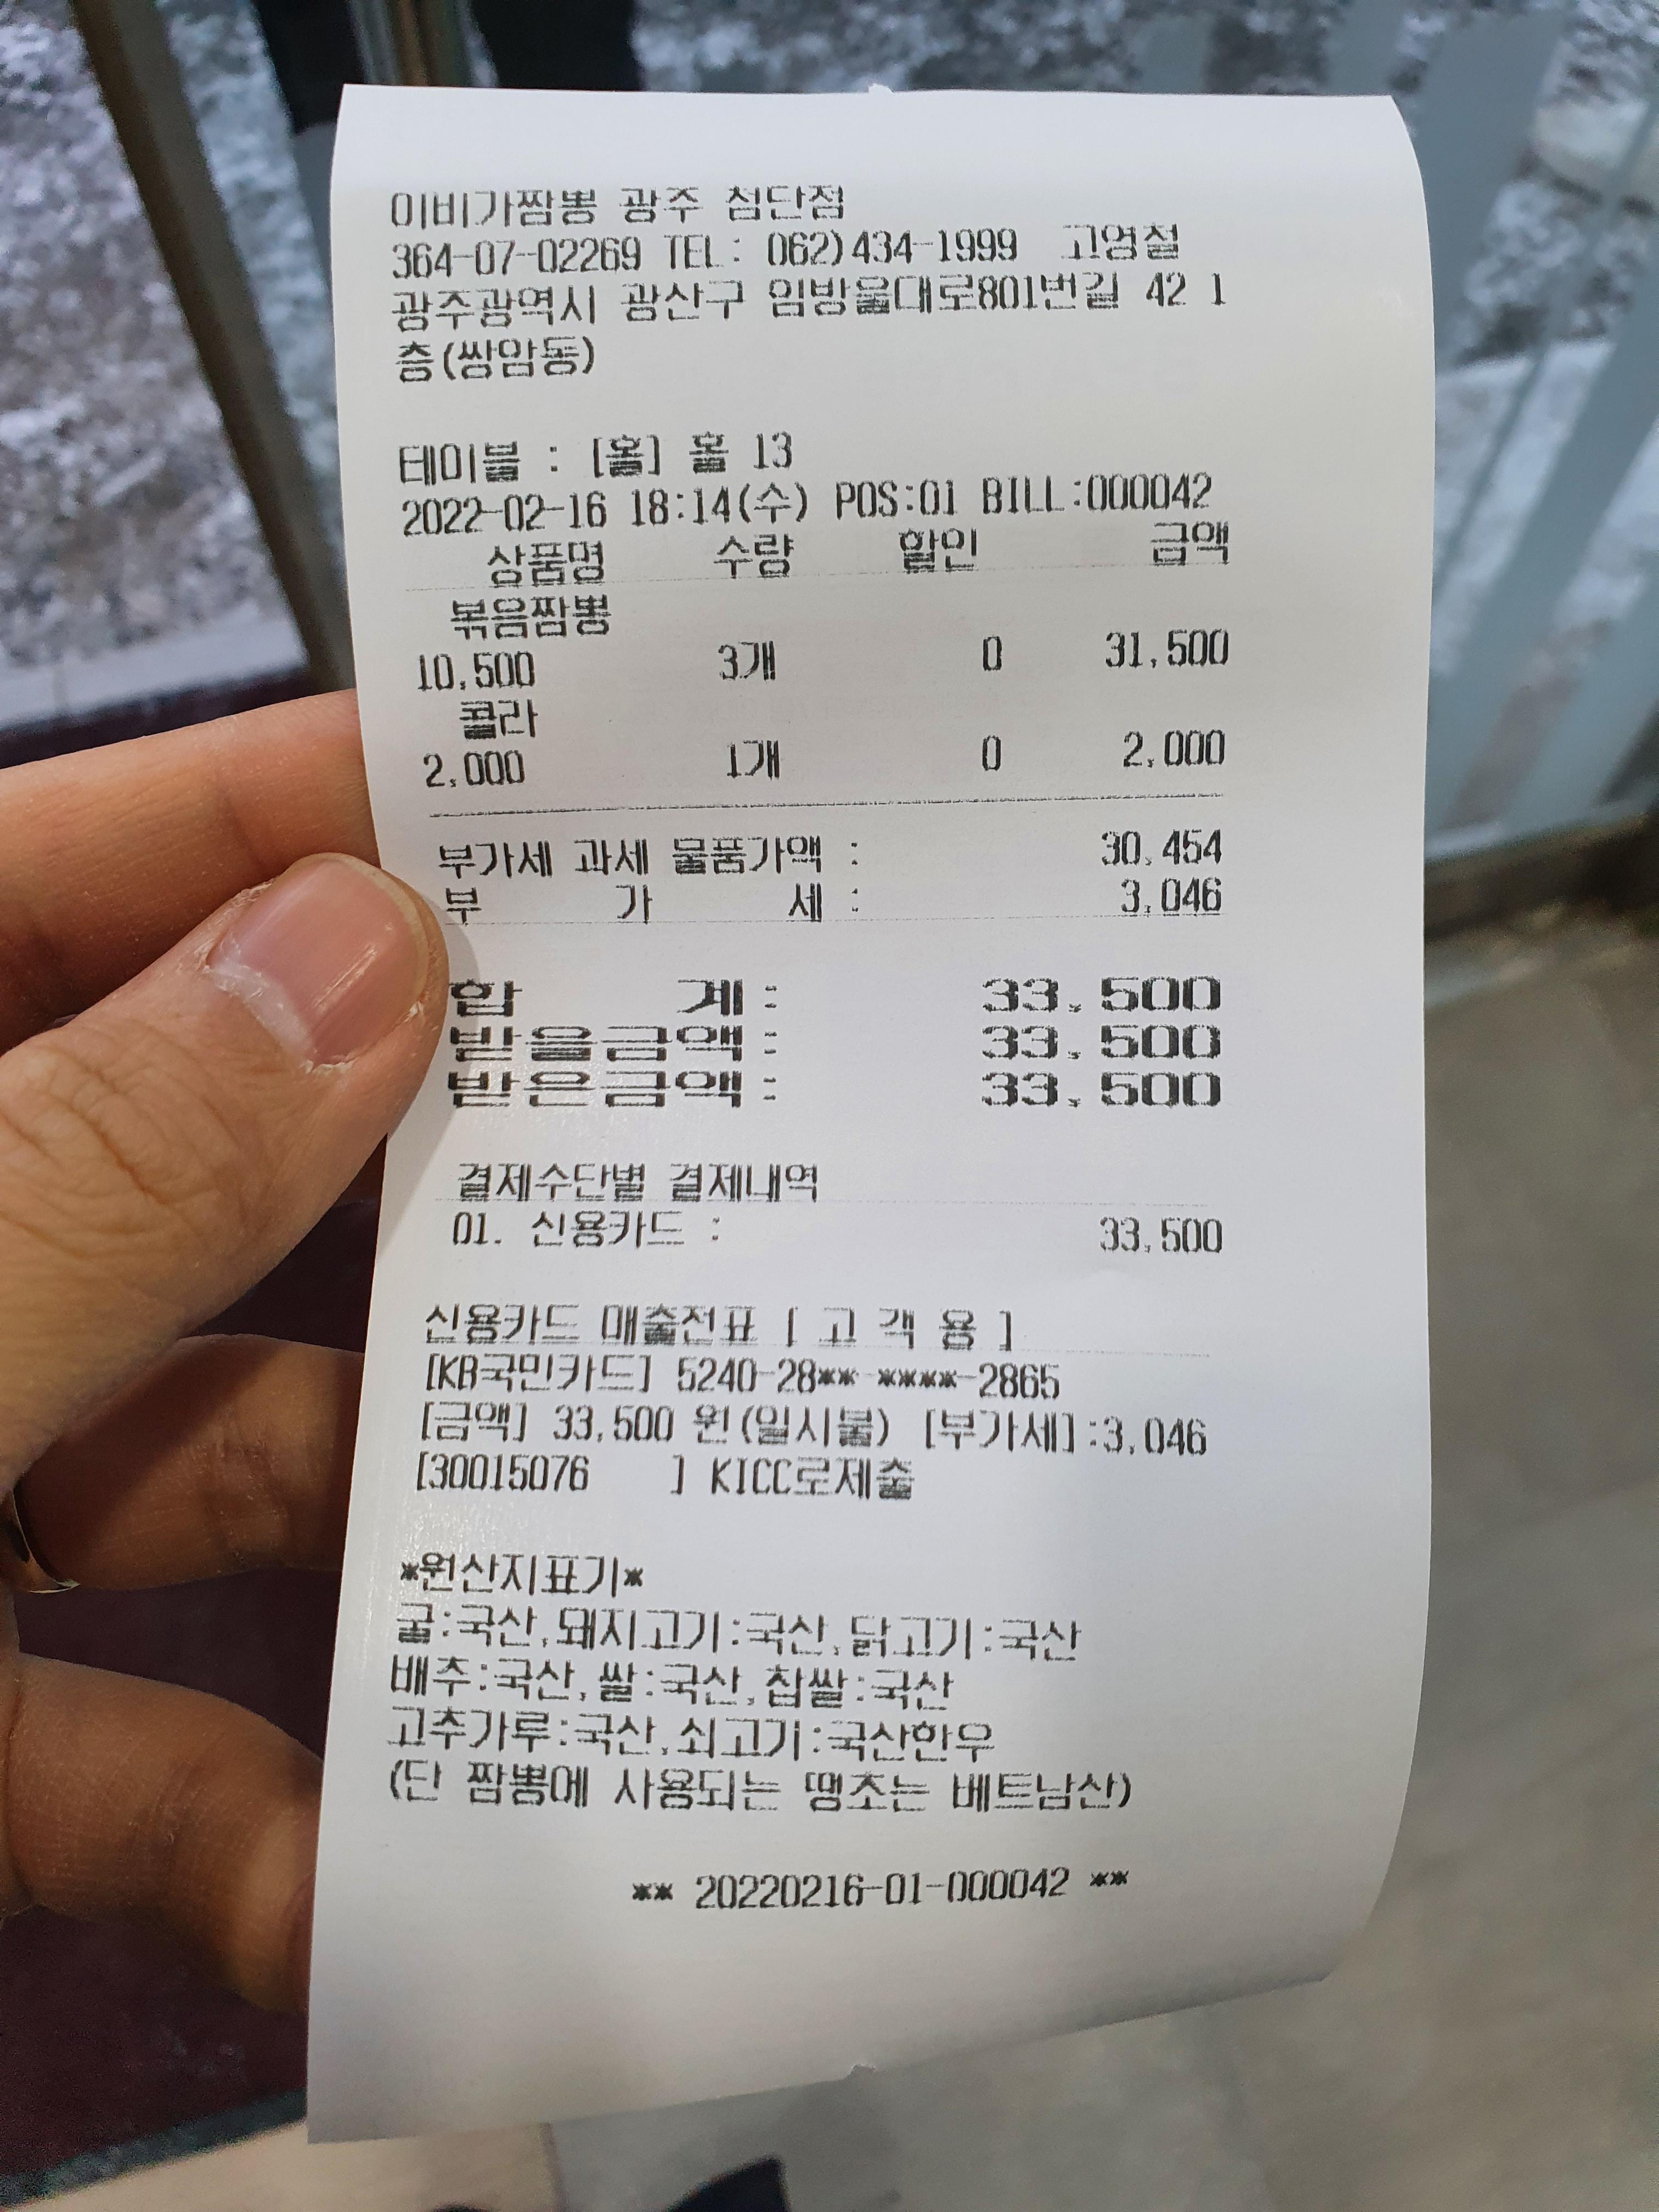 이비가짬뽕 광주 첨단점
364-07-02269 TEL: 062)434-1999 고영철
광주광역시 광산구 임방울대로801번길 42 1
층(쌍암동)
테이블 : [홀] 홀 13
2022-02-16 18:14(수) POS:01 BILL:000042
상품명 수량 할인 금액
볶음짬뽕
10,500 3개 0 31,500
콜라
2,000 1개 0 2,000
부가세 과세 물품가액 : 30,454
부 가 세 : 3,046
합 계: 33,500
받을금액: 33,500
받은금액: 33,500
결제수단별 결제내역
01. 신용카드 : 33,500
신용카드 매출전표 [ 고 객 용 ]
[KB국민카드] 5240-28**-****-2865
[금액] 33,500 원(일시불) [부가세]:3,046
[30015076 ] KICC로제출
*원산지표기*
굴:국산,돼지고기:국산,닭고기:국산
배추:국산,쌀:국산,찹쌀:국산
고추가루:국산,쇠고기:국산한우
(단 짬뽕에 사용되는 땡초는 베트남산)
** 20220216-01-000042 **